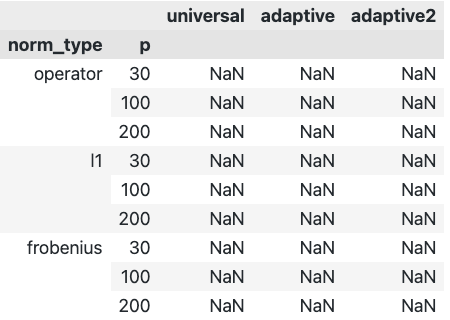 universal adaptive adaptive2
norm_type p
operator 30 NaN NaN NaN
100 NaN NaN NaN
200 NaN NaN NaN
l1 30 NaN NaN NaN
100 NaN NaN NaN
200 NaN NaN NaN
frobenius 30 NaN NaN NaN
100 NaN NaN NaN
200 NaN NaN NaN